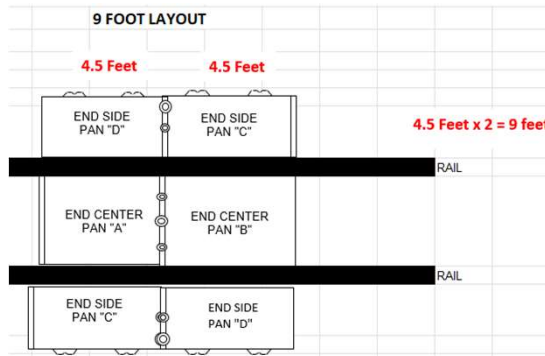 9 FOOT LAYOUT
4.5 Feet 4.5 Feet
END SIDE
PAN "D"
END SIDE
PAN "C"
4.5 Feet x 2 = 9 feet
RAIL
END CENTER
PAN "A"
END CENTER
PAN "B"
RAIL
END SIDE
PAN "C"
END SIDE
PAN "D"